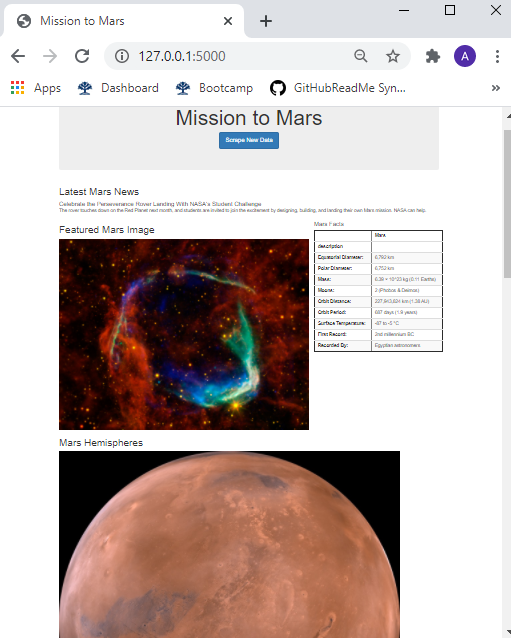 Mission to Mars
127.0.0.1:5000
A
Apps Dashboard Bootcamp GitHubReadMe Syn...
Mission to Mars
Scrape New Data
Latest Mars News
Celebrate the Perseverance Rover Landing With NASA's Student Challenge
The rover touches down on the Red Planet next month, and students are invited to join the excitement by designing, building, and landing their own Mars mission. NASA can help.
Featured Mars Image
Mars Facts
Mars
description
Equatorial Diameter: 6,792 km
Polar Diameter: 6,752 km
Mass: 6.39 × 10^23 kg (0.11 Earths)
Moons: 2 (Phobos & Deimos)
Orbit Distance: 227,943,824 km (1.38 AU)
Orbit Period: 687 days (1.9 years)
Surface Temperature: -87 to -5 °C
First Record: 2nd millennium BC
Recorded By: Egyptian astronomers
Mars Hemispheres